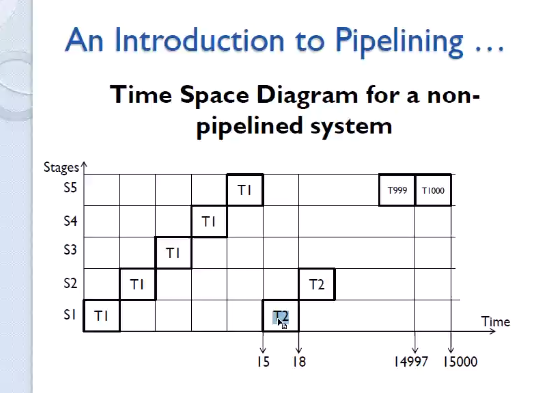 An Introduction to Pipelining ...
Time Space Diagram for a non-
pipelined system
Stages
S5 T1 T999 T1000
S4 T1
S3 T1
S2 T1 T2
S1 T1 T2
Time
15 18 14997 15000